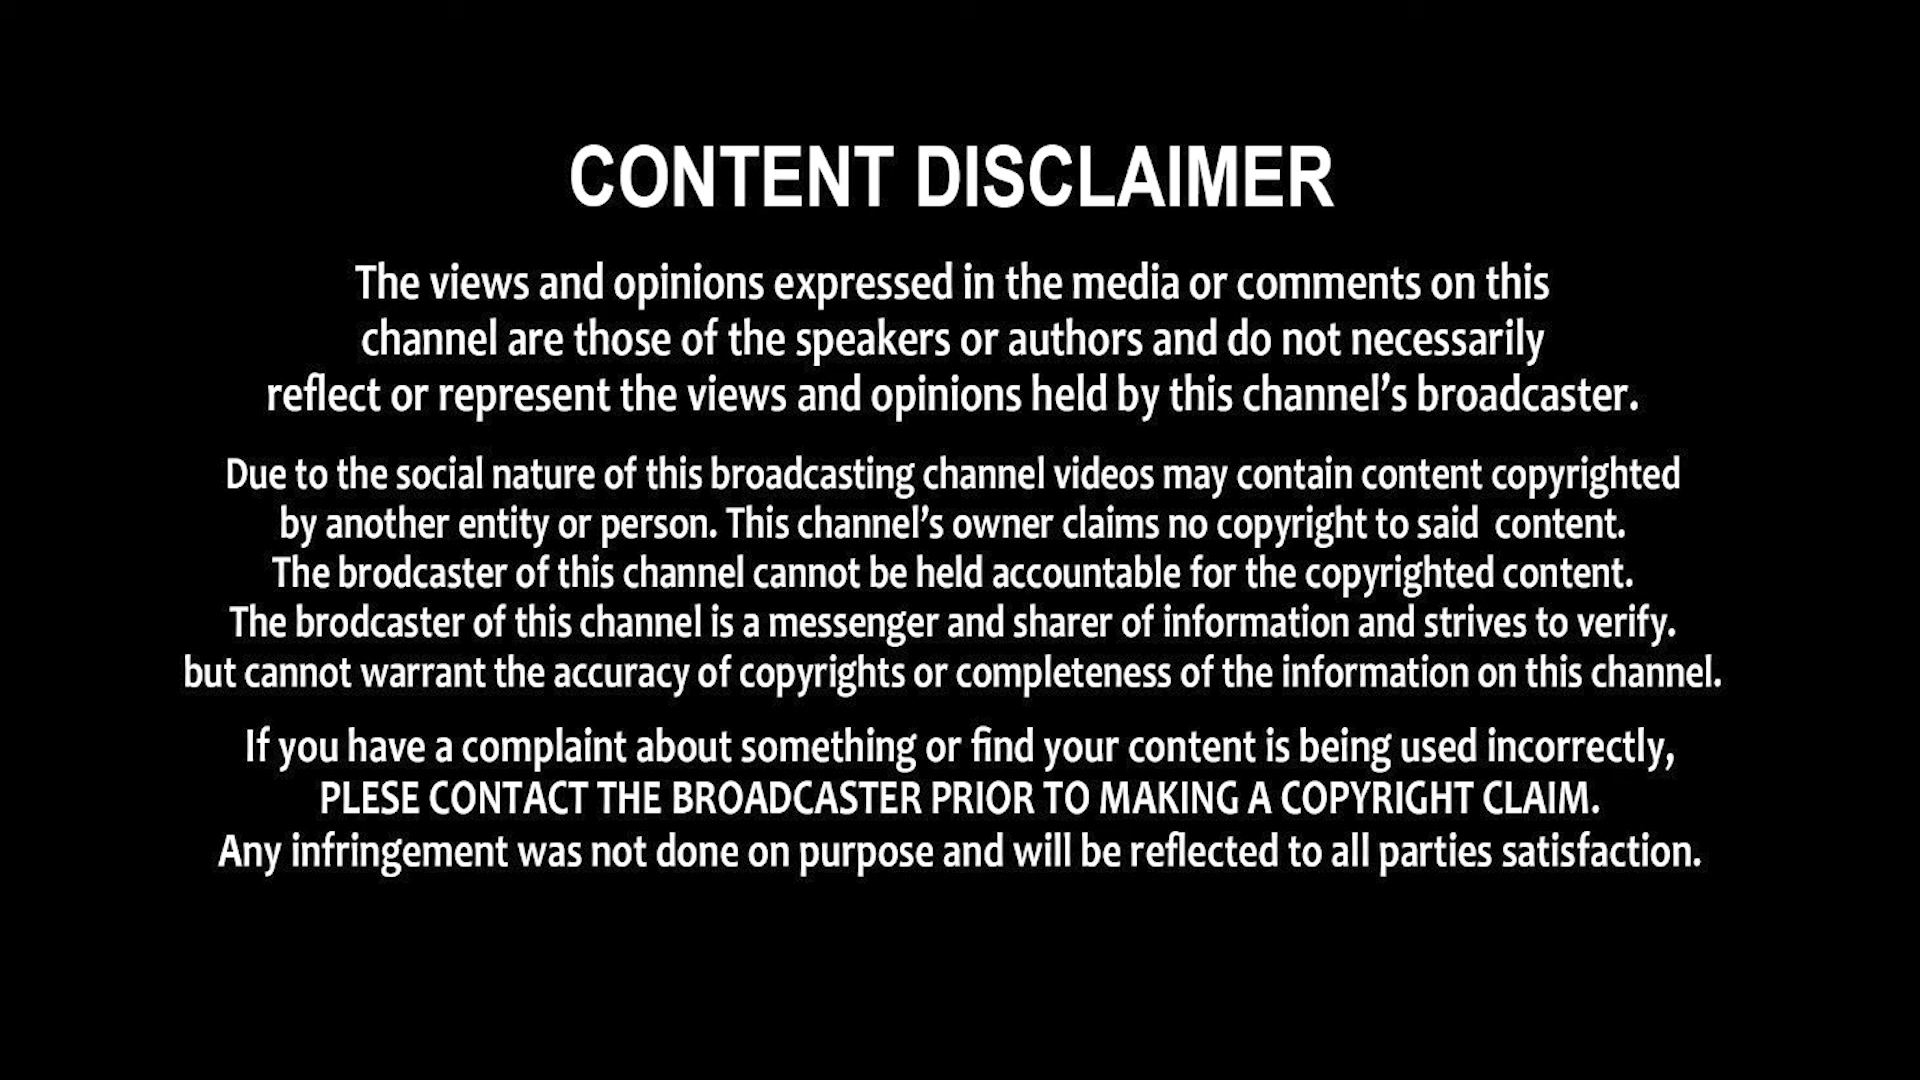 CONTENT DISCLAIMER
The views and opinions expressed in the media or comments on this
channel are those of the speakers or authors and do not necessarily
reflect or represent the views and opinions held by this channel’s broadcaster.
Due to the social nature of this broadcasting channel videos may contain content copyrighted
by another entity or person. This channel’s owner claims no copyright to said content.
The brodcaster of this channel cannot be held accountable for the copyrighted content.
The brodcaster of this channel is a messenger and sharer of information and strives to verify.
but cannot warrant the accuracy of copyrights or completeness of the information on this channel.
If you have a complaint about something or find your content is being used incorrectly,
PLESE CONTACT THE BROADCASTER PRIOR TO MAKING A COPYRIGHT CLAIM.
Any infringement was not done on purpose and will be reflected to all parties satisfaction.